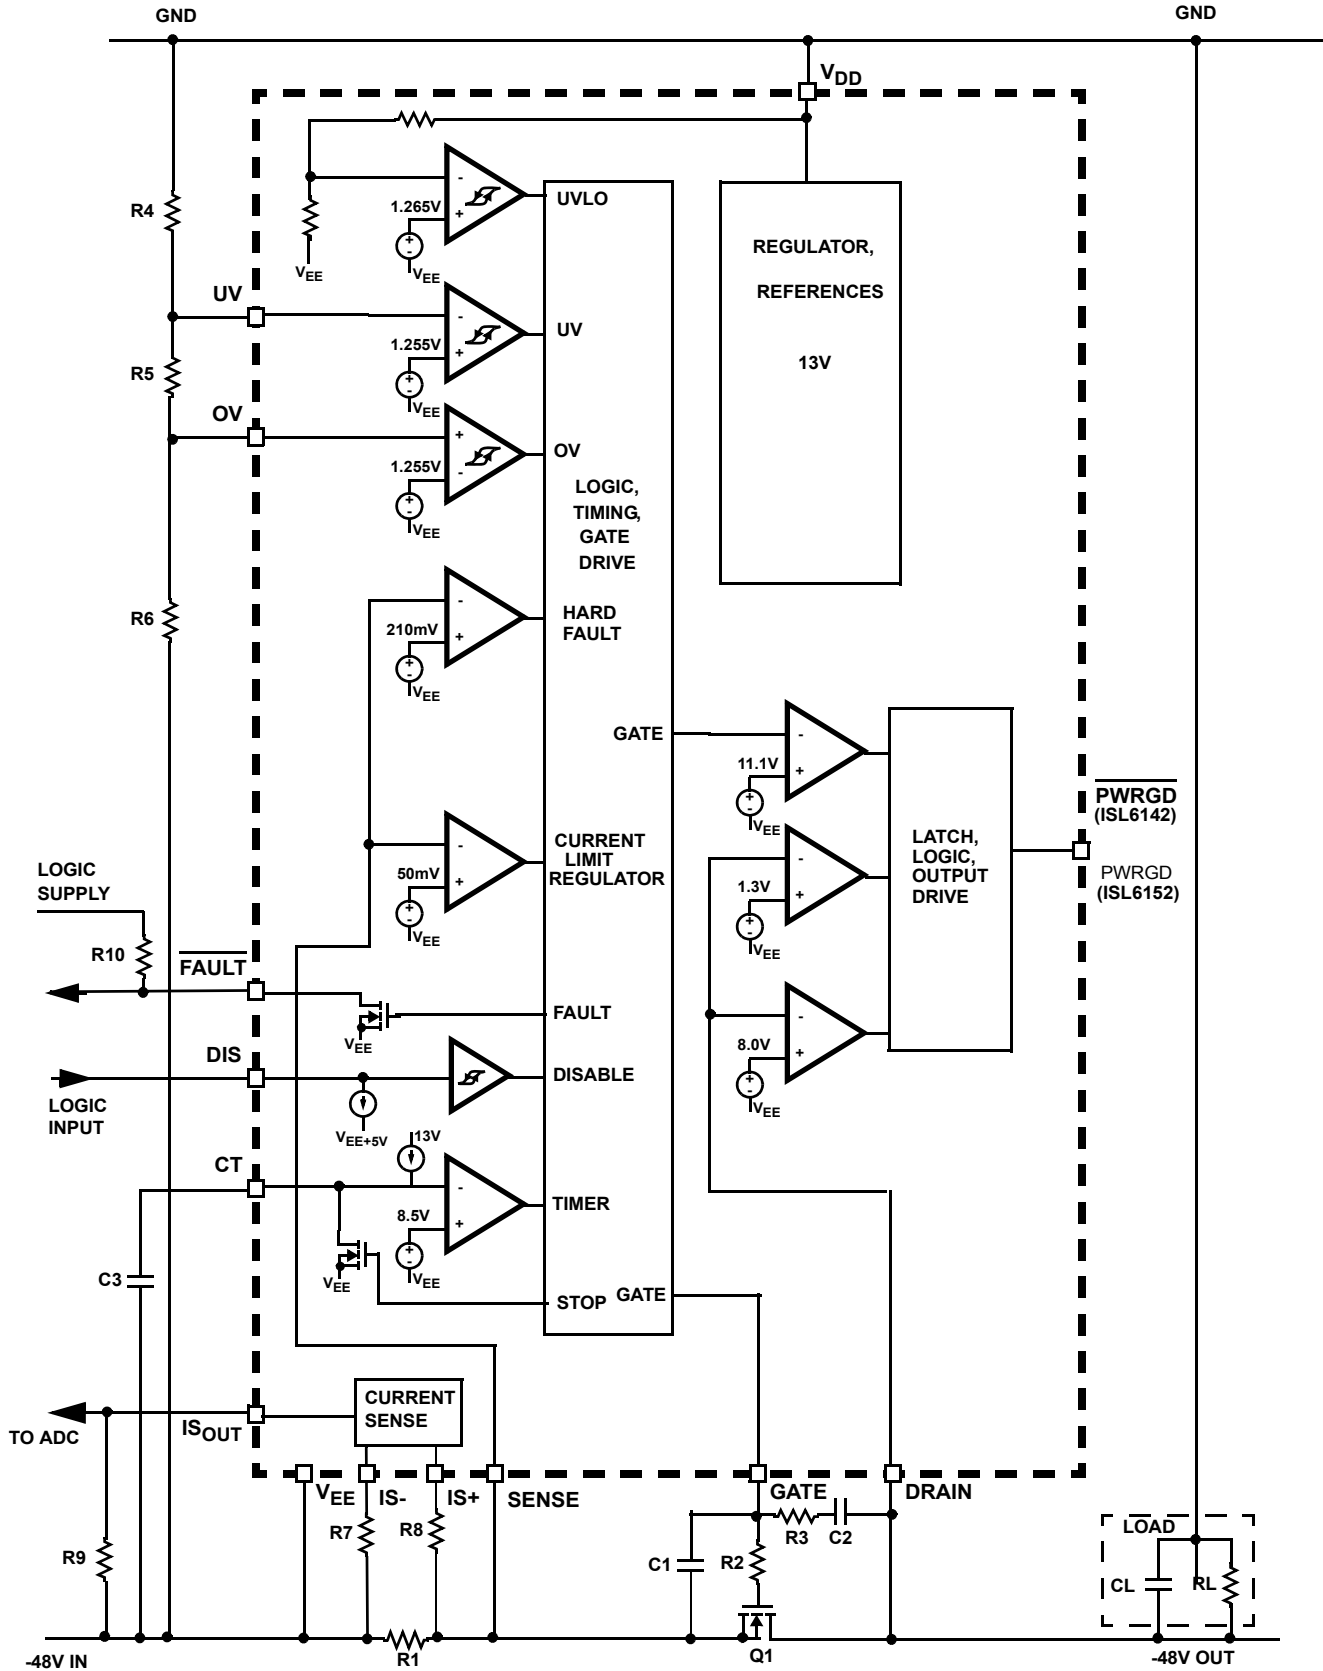 GND
GND
VDD
R4
1.265V
-
+
+
-
VEE
VEE
UVLO
REGULATOR,
REFERENCES
13V
UV
1.255V
-
+
+
-
VEE
UV
R5
OV
1.255V
+
-
+
-
VEE
OV
LOGIC,
TIMING,
GATE
DRIVE
R6
210mV
-
+
+
-
VEE
HARD
FAULT
GATE
11.1V
-
+
+
-
VEE
PWRGD
(ISL6142)
PWRGD
(ISL6152)
LATCH,
LOGIC,
OUTPUT
DRIVE
1.3V
-
+
+
-
VEE
50mV
-
+
+
-
VEE
CURRENT
LIMIT
REGULATOR
LOGIC
SUPPLY
R10
FAULT
VEE
FAULT
8.0V
-
+
+
-
VEE
DIS
LOGIC
INPUT
VEE+5V
DISABLE
CT
13V
8.5V
-
+
+
-
VEE
VEE
TIMER
C3
STOP
GATE
CURRENT
SENSE
TO ADC
ISOUT
VEE
IS-
IS+
SENSE
GATE
DRAIN
R9
R7
R8
C1
R2
R3
C2
LOAD
CL
RL
-48V IN
R1
Q1
-48V OUT